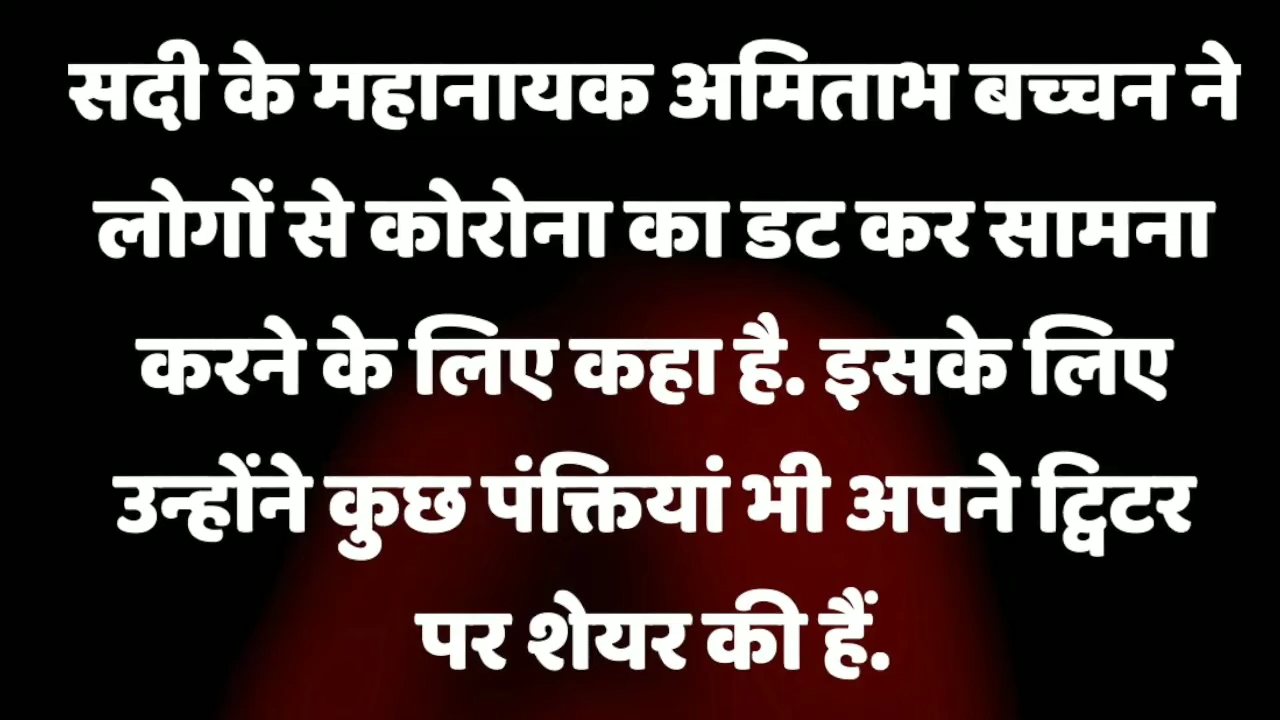 सदी के महानायक अमिताभ बच्चन ने
लोगों से कोरोना का डट कर सामना
करने के लिए कहा है. इसके लिए
उन्होंने कुछ पंक्तियां भी अपने ट्विटर
पर शेयर की हैं.